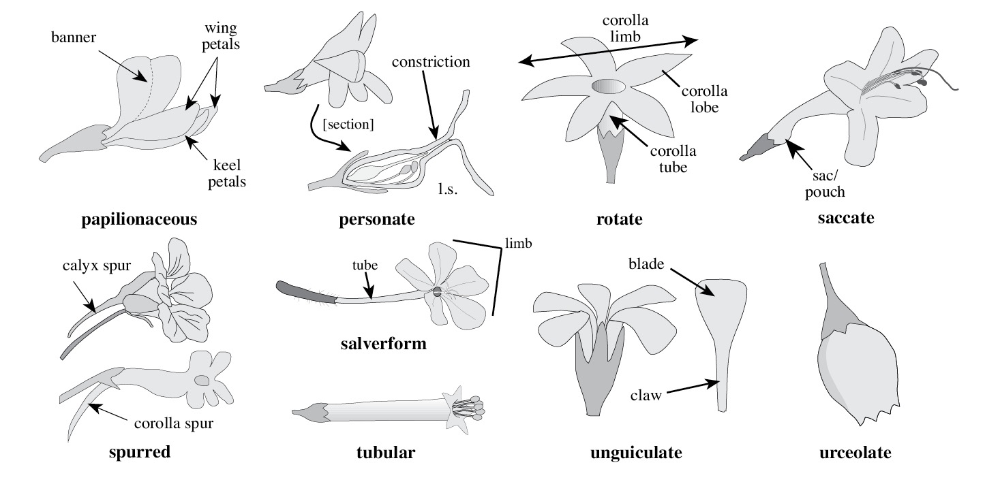 banner
wing
petals
keel
petals
papilionaceous
constriction
[section]
l.s.
personate
corolla
limb
corolla
lobe
corolla
tube
rotate
sac/
pouch
saccate
calyx spur
corolla spur
spurred
tube
limb
salverform
tubular
blade
claw
unguiculate
urceolate